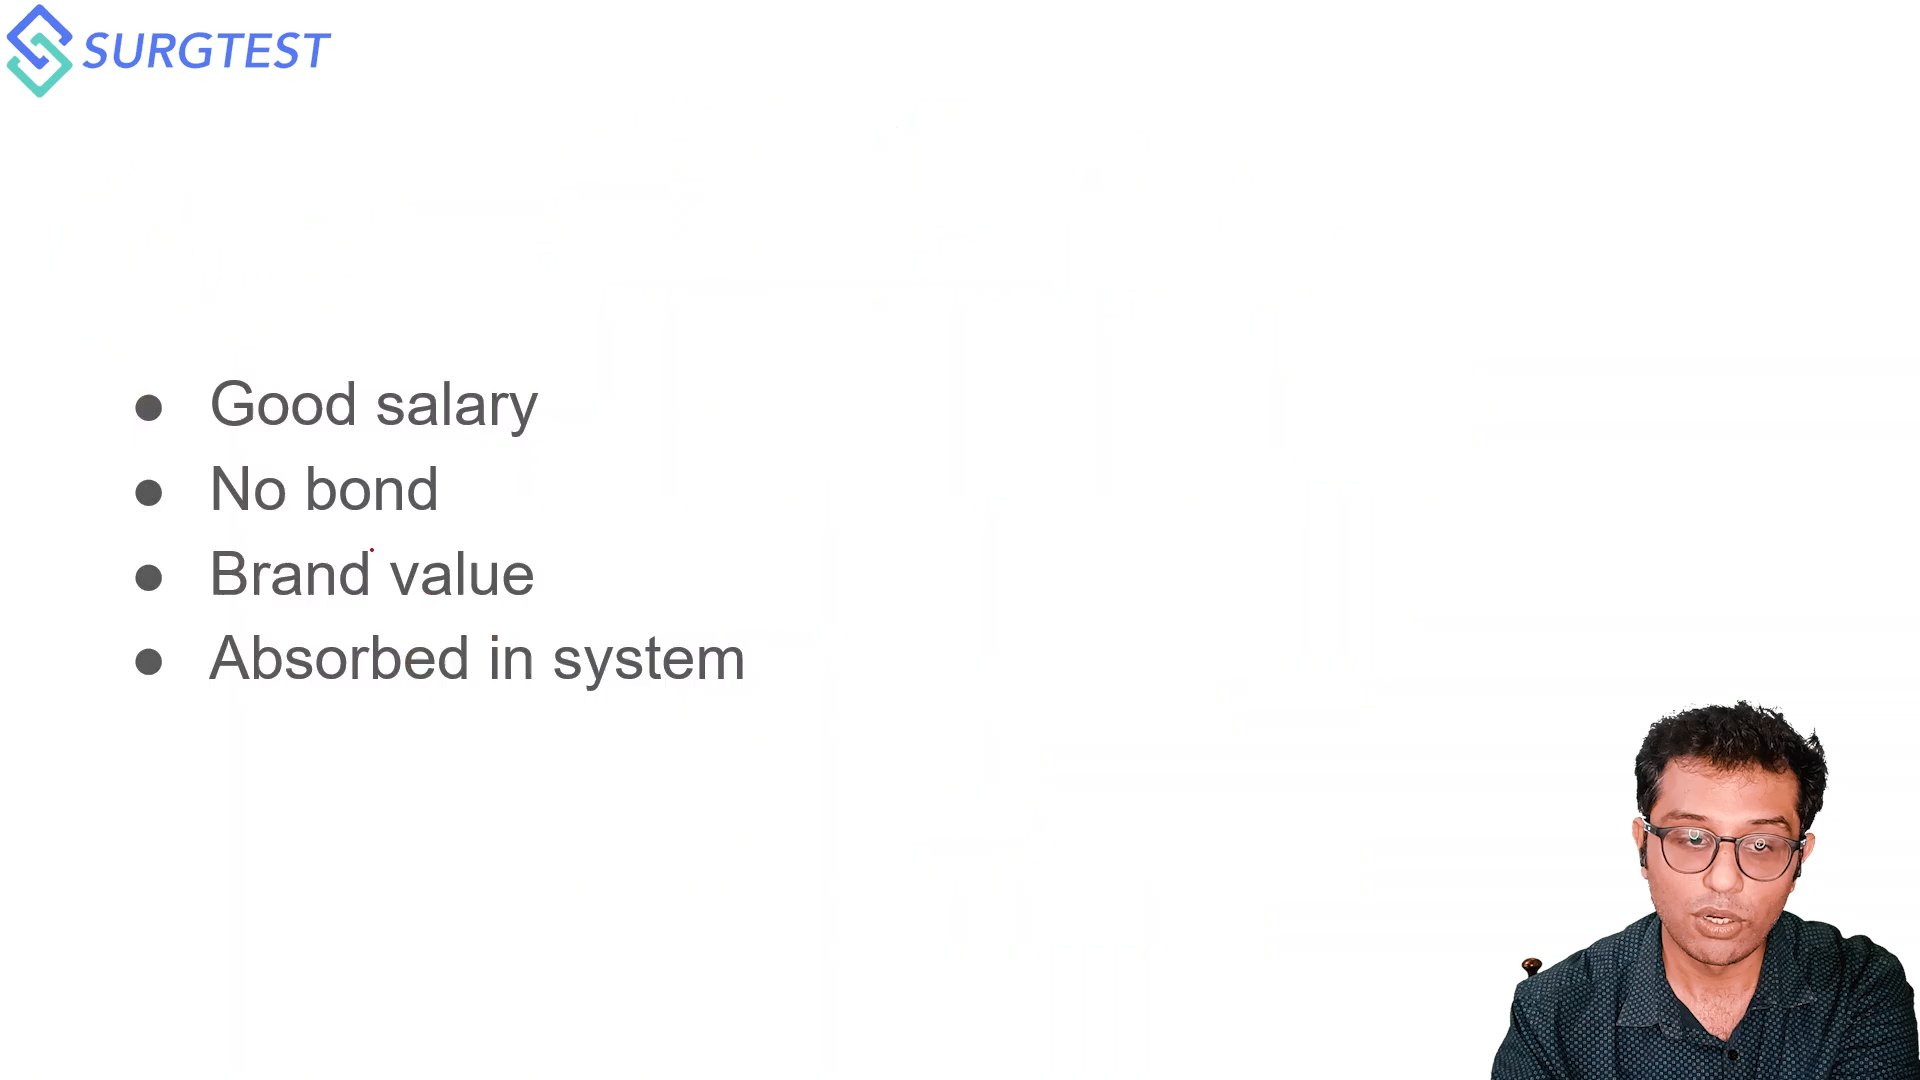 SURGTEST
● Good salary
● No bond
● Brand value
● Absorbed in system